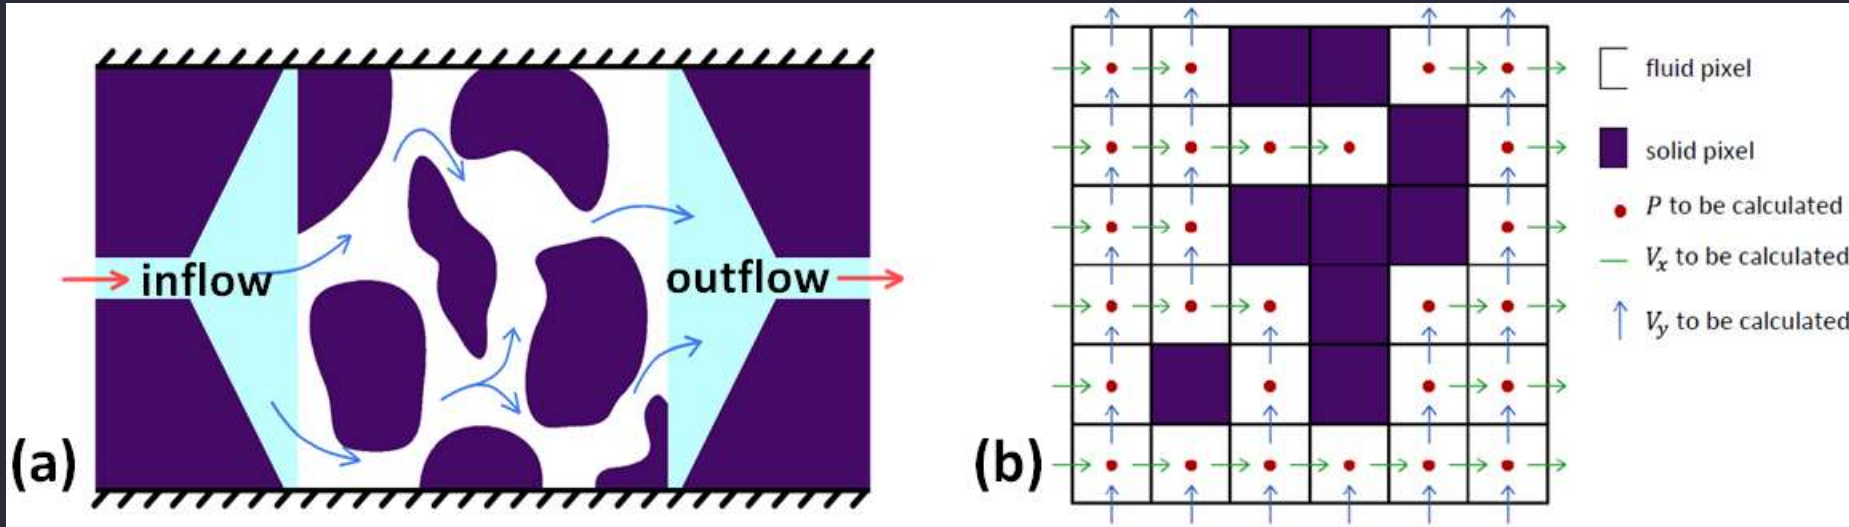 inflow
outflow
(a)
(b)
fluid pixel
solid pixel
P to be calculated
Vx to be calculated
Vy to be calculated